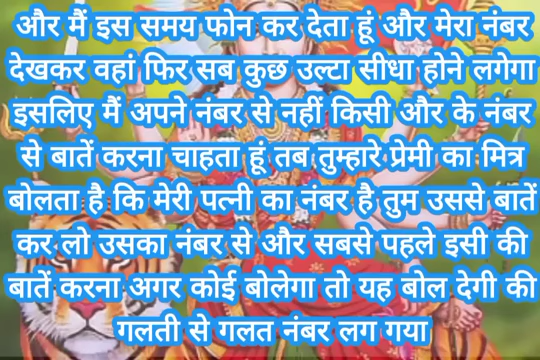 और मैं इस समय फोन कर देता हूं और मेरा नंबर
देखकर वहां फिर सब कुछ उल्टा सीधा होने लगेगा
इसलिए मैं अपने नंबर से नहीं किसी और के नंबर
से बातें करना चाहता हूं तब तुम्हारे प्रेमी का मित्र
बोलता है कि मेरी पत्नी का नंबर है तुम उससे बातें
कर लो उसका नंबर से और सबसे पहले इसी की
बातें करना अगर कोई बोलेगा तो यह बोल देगी की
गलती से गलत नंबर लग गया